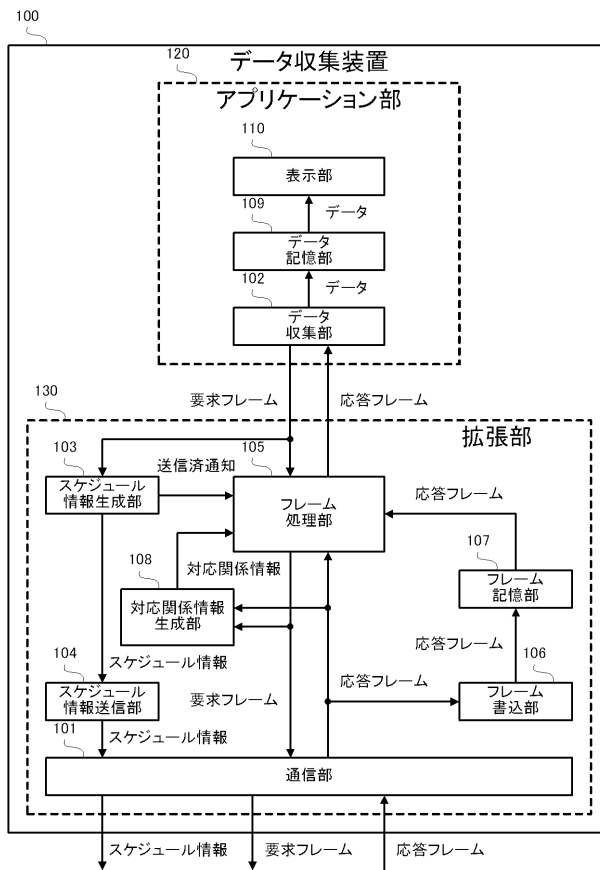 100
データ収集装置
120
アプリケーション部
110
表示部
データ
109
データ
記憶部
データ
102
データ
収集部
要求フレーム
応答フレーム
130
拡張部
103
スケジュール
情報生成部
送信済通知
105
フレーム
処理部
応答フレーム
107
フレーム
記憶部
対応関係情報
108
対応関係情報
生成部
応答フレーム
106
フレーム
書込部
104
スケジュール情報
スケジュール
情報送信部
要求フレーム
応答フレーム
101
スケジュール情報
通信部
スケジュール情報
要求フレーム
応答フレーム